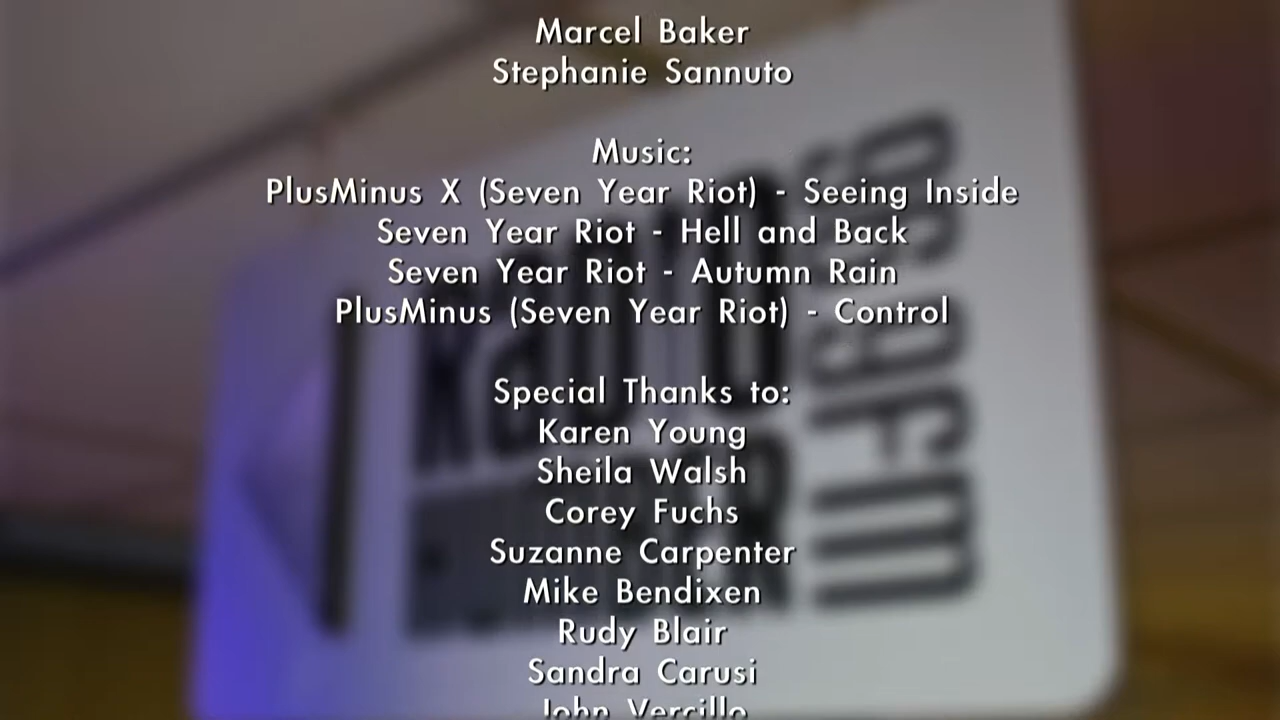 Marcel Baker
Stephanie Sannuto
Music:
PlusMinus X (Seven Year Riot) - Seeing Inside
Seven Year Riot - Hell and Back
Seven Year Riot - Autumn Rain
PlusMinus (Seven Year Riot) - Control
Special Thanks to:
Karen Young
Sheila Walsh
Corey Fuchs
Suzanne Carpenter
Mike Bendixen
Rudy Blair
Sandra Carusi
John Vercillo